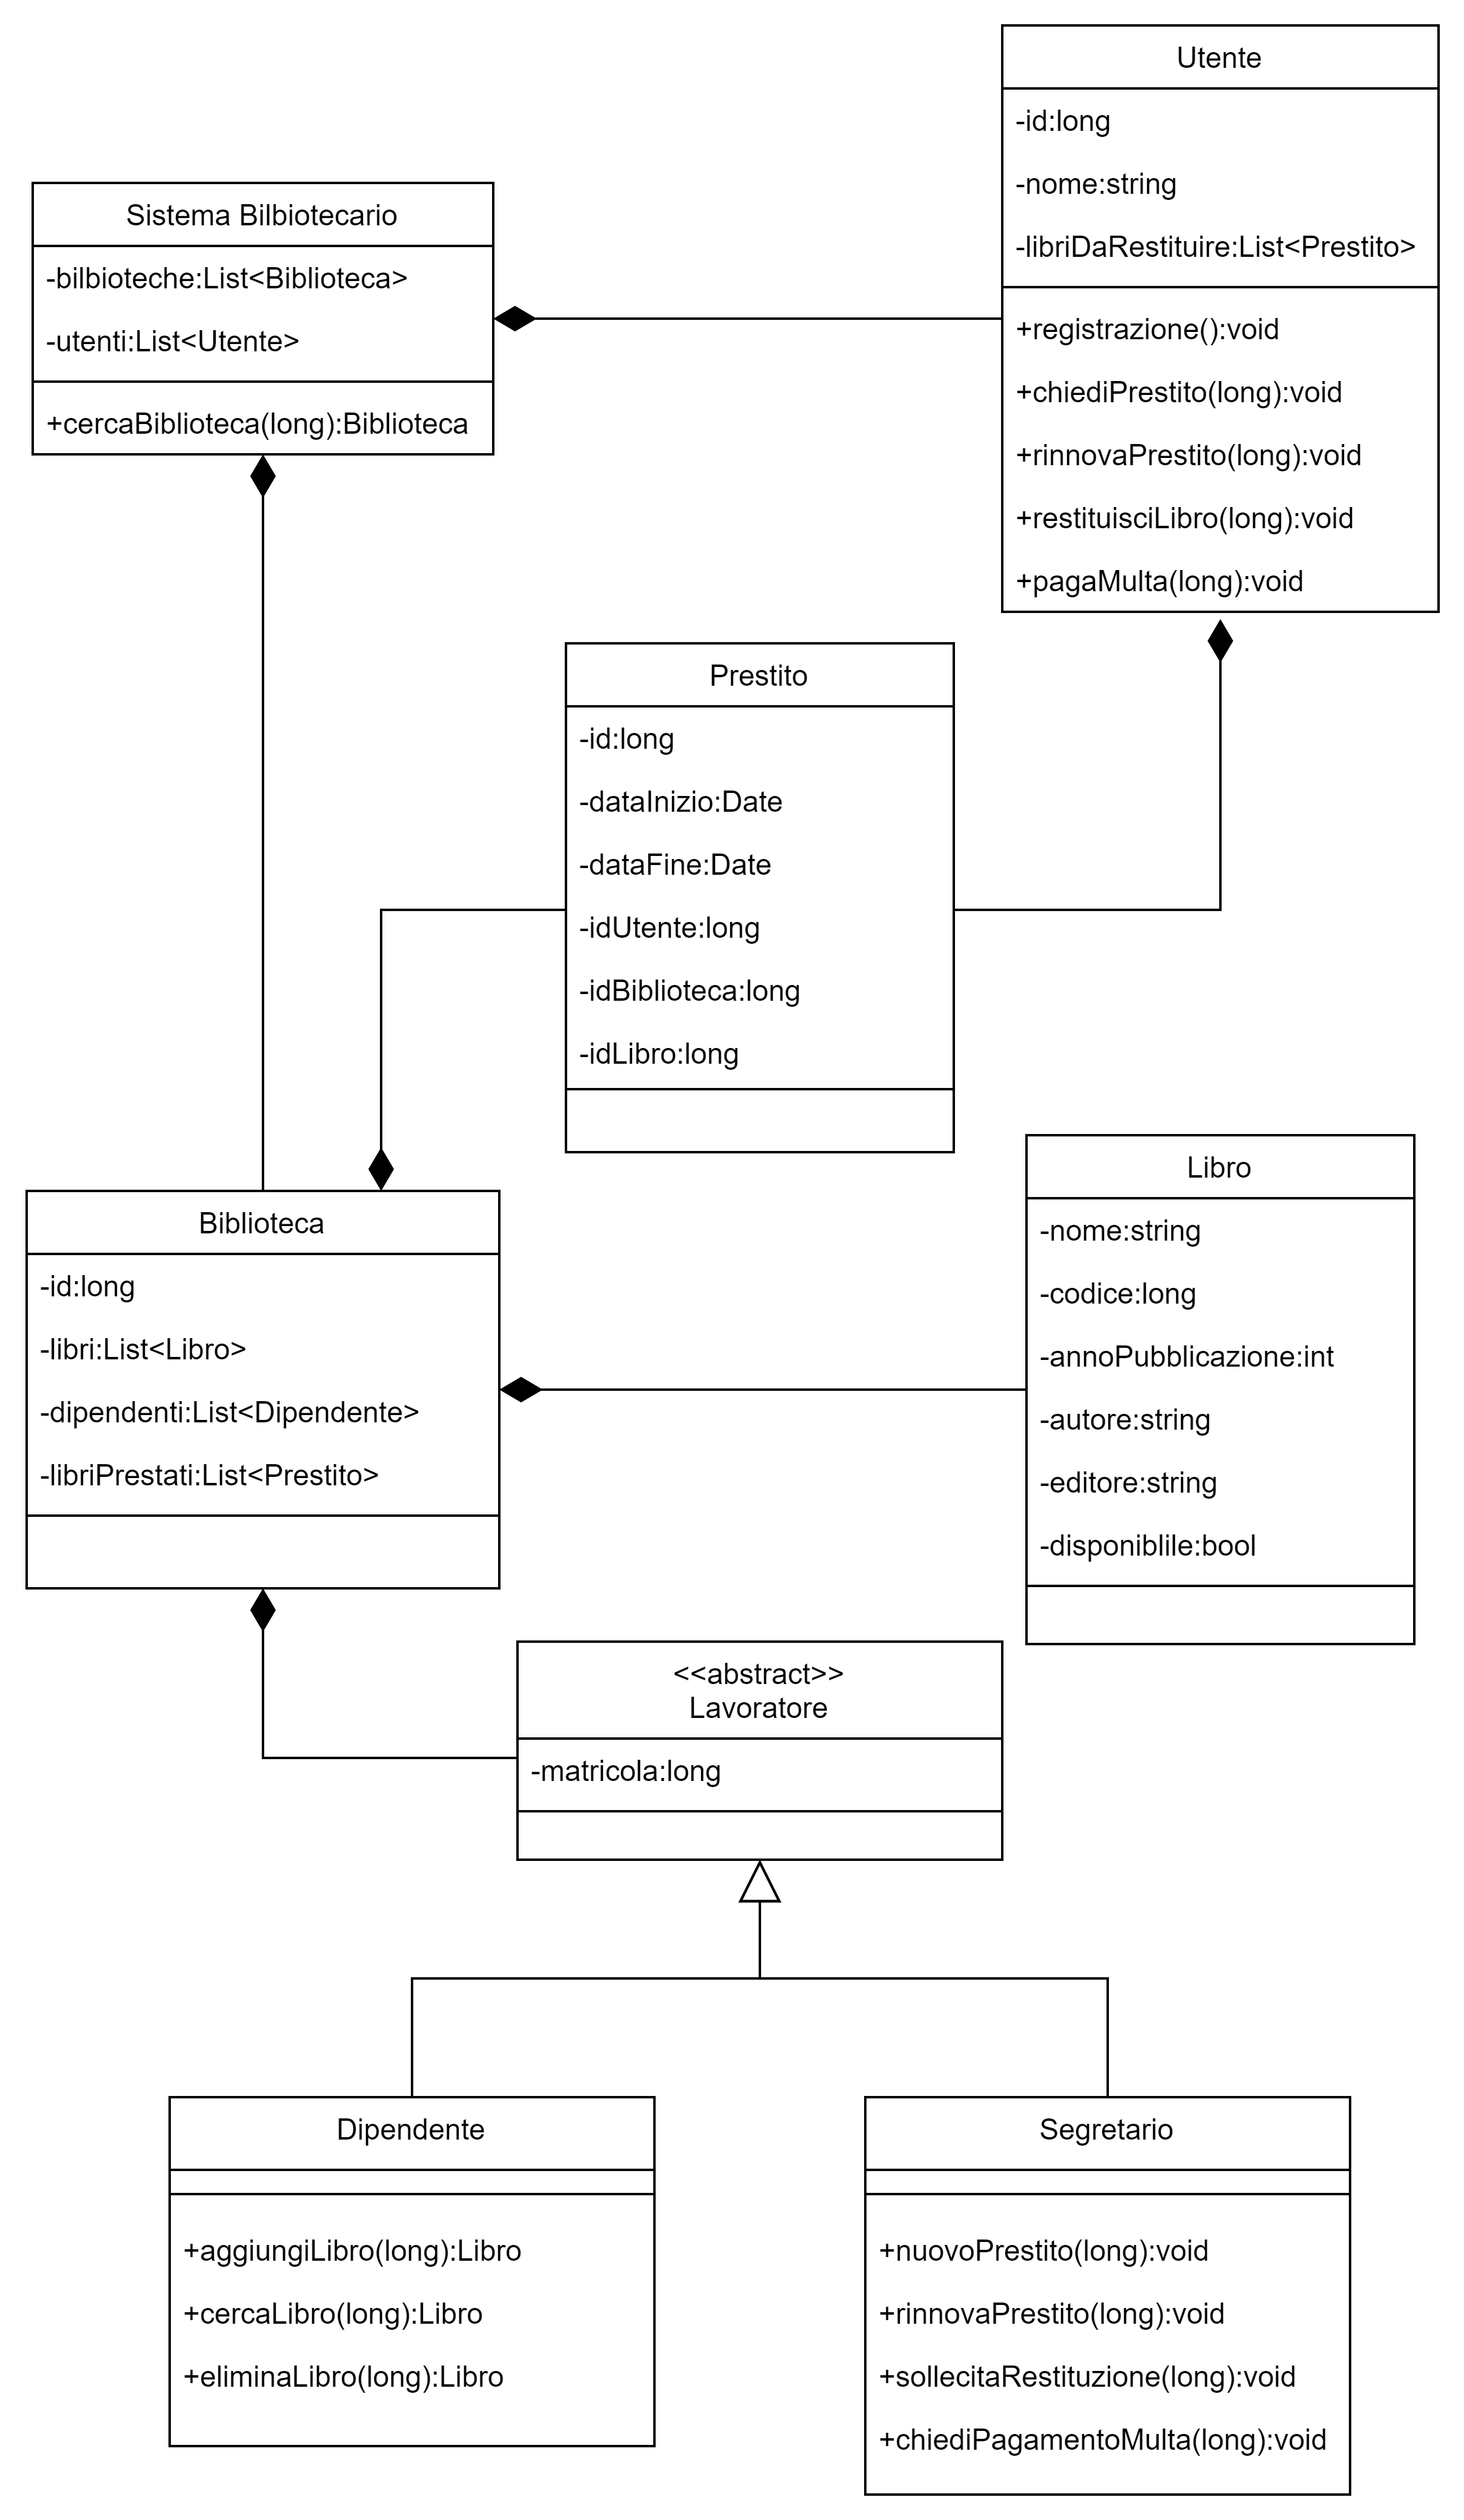 Utente
-id:long
-nome:string
-libriDaRestituire:List<Prestito>
+registrazione():void
+chiediPrestito(long):void
+rinnovaPrestito(long):void
+restituisciLibro(long):void
+pagaMulta(long):void
Sistema Bilbiotecario
-bilbioteche:List<Biblioteca>
-utenti:List<Utente>
+cercaBiblioteca(long):Biblioteca
Prestito
-id:long
-dataInizio:Date
-dataFine:Date
-idUtente:long
-idBiblioteca:long
-idLibro:long
Libro
-nome:string
-codice:long
-annoPubblicazione:int
-autore:string
-editore:string
-disponiblile:bool
Biblioteca
-id:long
-libri:List<Libro>
-dipendenti:List<Dipendente>
-libriPrestati:List<Prestito>
<<abstract>>
Lavoratore
-matricola:long
Dipendente
+aggiungiLibro(long):Libro
+cercaLibro(long):Libro
+eliminaLibro(long):Libro
Segretario
+nuovoPrestito(long):void
+rinnovaPrestito(long):void
+sollecitaRestituzione(long):void
+chiediPagamentoMulta(long):void